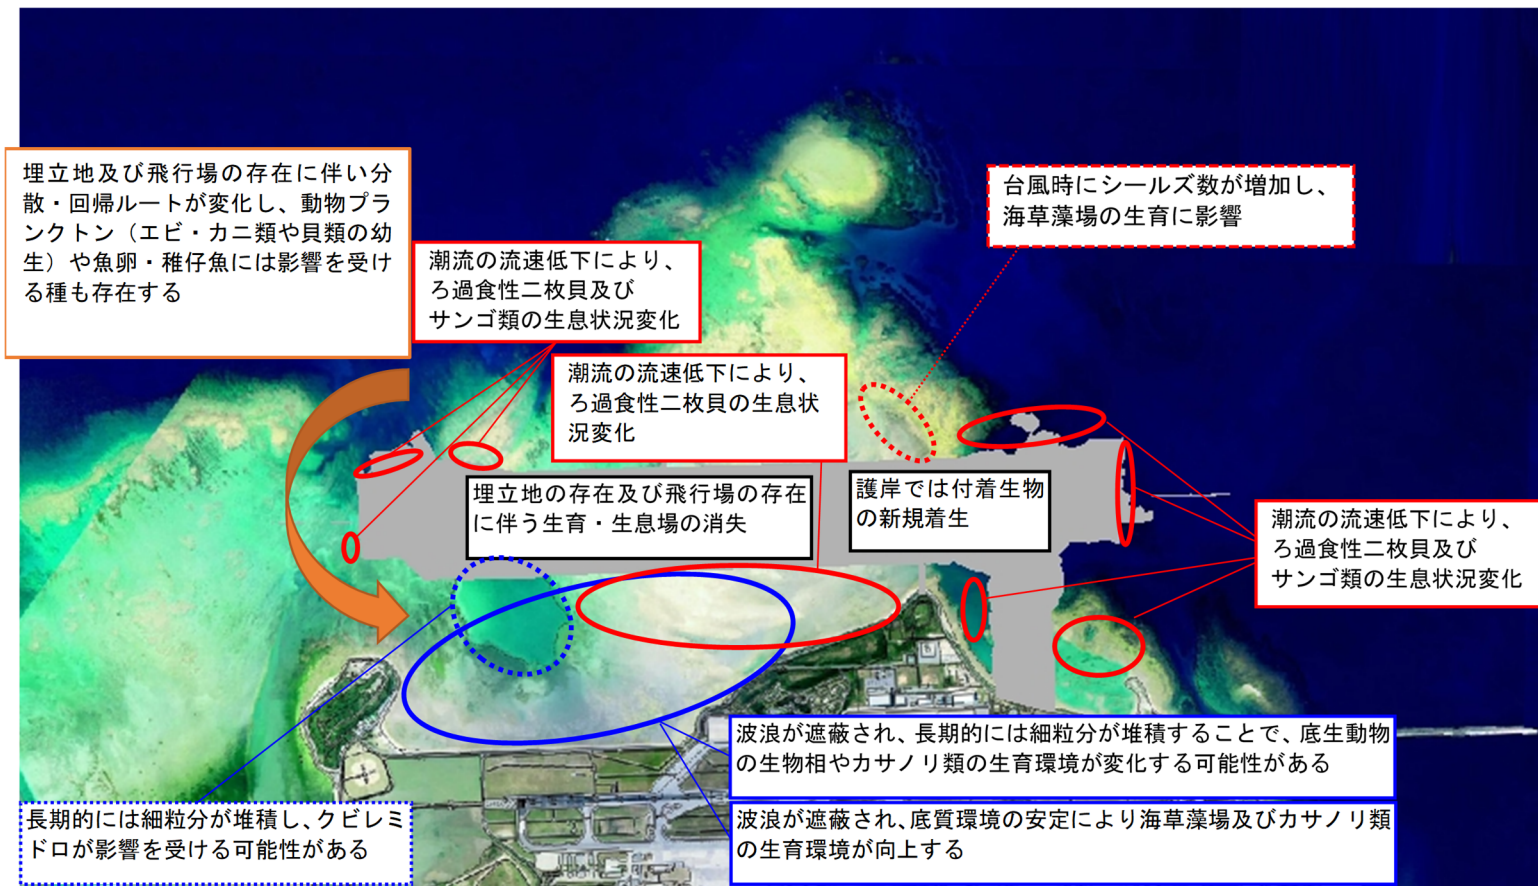 埋立地及び飛行場の存在に伴い分
散・回帰ルートが変化し、動物プラ
ンクトン（エビ・カニ類や貝類の幼
生）や魚卵・稚仔魚には影響を受け
る種も存在する
台風時にシールズ数が増加し、
海草藻場の生育に影響
潮流の流速低下により、
ろ過食性二枚貝及び
サンゴ類の生息状況変化
潮流の流速低下により、
ろ過食性二枚貝の生息状
況変化
埋立地の存在及び飛行場の存在
に伴う生育・生息場の消失
護岸では付着生物
の新規着生
潮流の流速低下により、
ろ過食性二枚貝及び
サンゴ類の生息状況変化
波浪が遮蔽され、長期的には細粒分が堆積することで、底生動物
の生物相やカサノリ類の生育環境が変化する可能性がある
長期的には細粒分が堆積し、クビレミ
ドロが影響を受ける可能性がある
波浪が遮蔽され、底質環境の安定により海草藻場及びカサノリ類
の生育環境が向上する